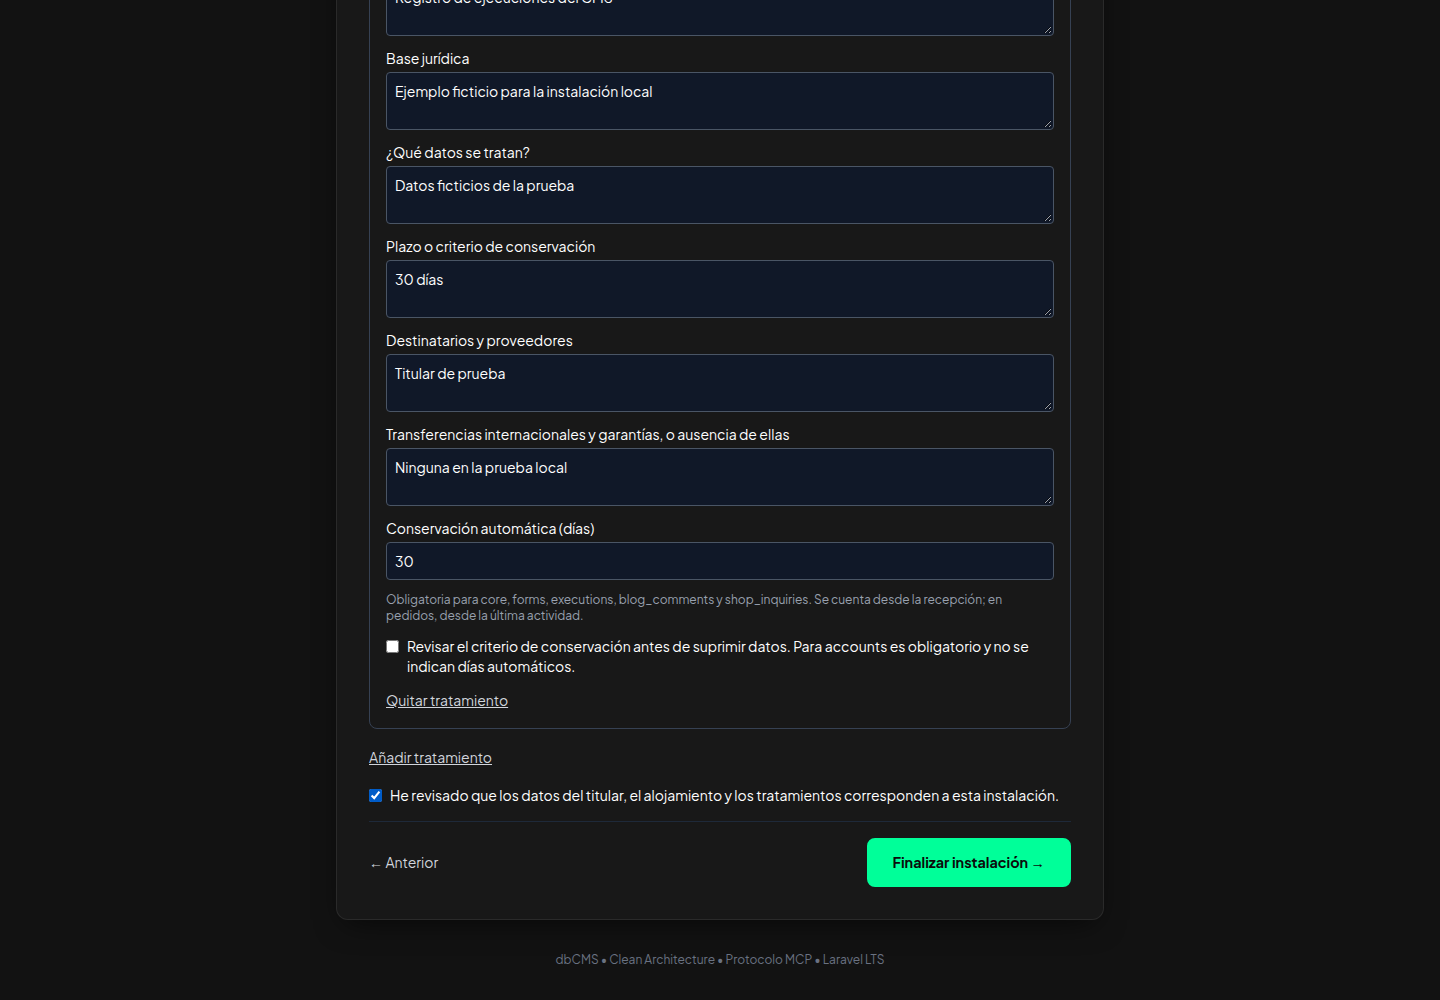 Registro de ejecuciones del CMS
Base jurídica
Ejemplo ficticio para la instalación local
¿Qué datos se tratan?
Datos ficticios de la prueba
Plazo o criterio de conservación
30 días
Destinatarios y proveedores
Titular de prueba
Transferencias internacionales y garantías, o ausencia de ellas
Ninguna en la prueba local
Conservación automática (días)
30
Obligatoria para core, forms, executions, blog_comments y shop_inquiries. Se cuenta desde la recepción; en
pedidos, desde la última actividad.
Revisar el criterio de conservación antes de suprimir datos. Para accounts es obligatorio y no se
indican días automáticos.
Quitar tratamiento
Añadir tratamiento
He revisado que los datos del titular, el alojamiento y los tratamientos corresponden a esta instalación.
← Anterior
Finalizar instalación →
dbCMS • Clean Architecture • Protocolo MCP • Laravel LTS